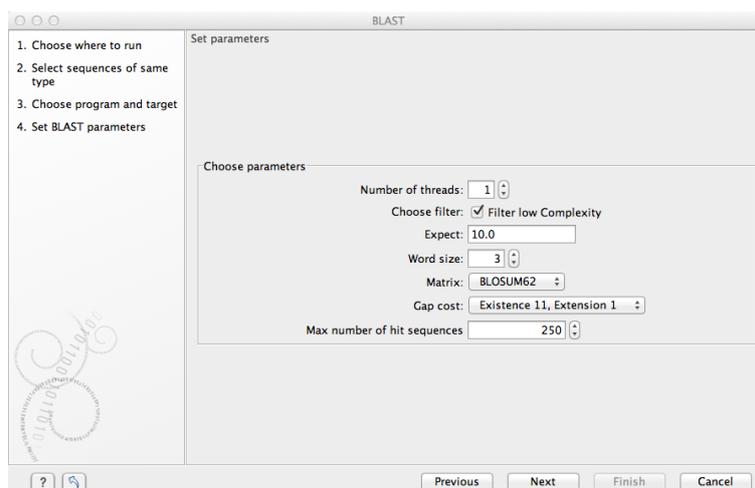 BLAST
1. Choose where to run
2. Select sequences of same
type
3. Choose program and target
4. Set BLAST parameters
Set parameters
Choose parameters
Number of threads: 1
Choose filter: Filter low Complexity
Expect: 10.0
Word size: 3
Matrix: BLOSUM62
Gap cost: Existence 11, Extension 1
Max number of hit sequences 250
? Previous Next Finish Cancel